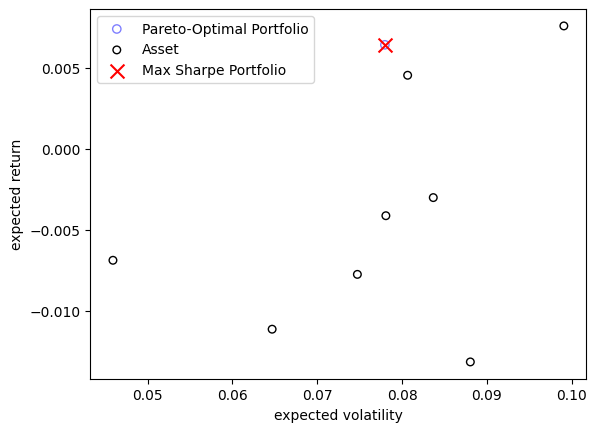 Pareto-Optimal Portfolio
Asset
Max Sharpe Portfolio
expected return
0.005
0.000
−0.005
−0.010
0.05 0.06 0.07 0.08 0.09 0.10
expected volatility